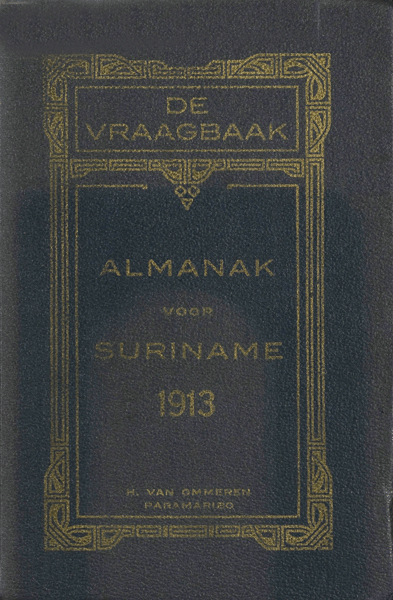 DE
VRAAGBAAK
ALMANAK
VOOR
SURINAME
1913
H. VAN OMMEREN
PARAMARIBO